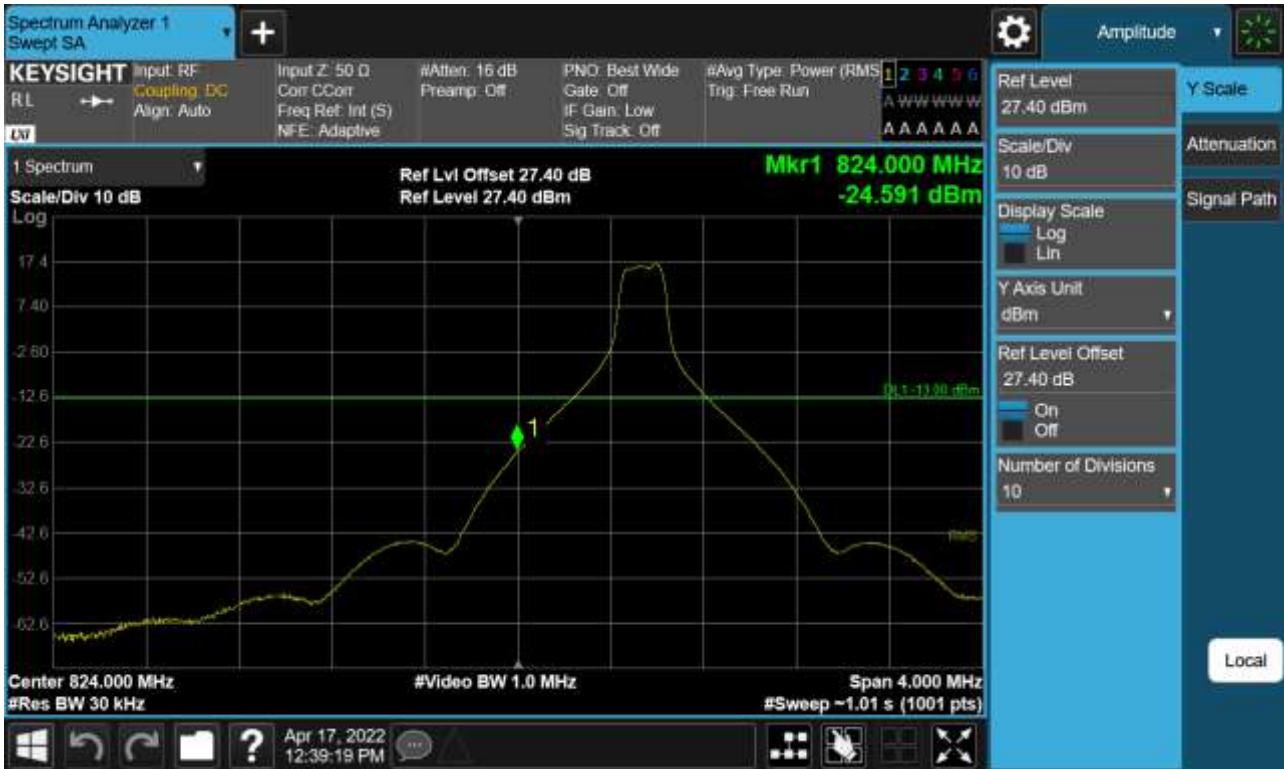 Spectrum Analyzer 1
Swept SA
Amplitude
KEYSIGHT
RL
LXI
Input: RF
Coupling: DC
Align: Auto
Input Z: 50 Ω
Corr CCorr
Freq Ref: Int (S)
NFE: Adaptive
#Atten: 16 dB
Preamp: Off
PNO: Best Wide
Gate: Off
IF Gain: Low
Sig Track: Off
#Avg Type: Power (RMS
Trig: Free Run
1 2 3 4 5 6
A W W W W W
A A A A A A
1 Spectrum
Scale/Div 10 dB
Ref Lvl Offset 27.40 dB
Ref Level 27.40 dBm
Mkr1 824.000 MHz
-24.591 dBm
Log
17.4
7.40
-2.60
-12.6
-22.6
-32.6
-42.6
-52.6
-62.6
DL1 -13.00 dBm
1
RMS
Center 824.000 MHz
#Res BW 30 kHz
#Video BW 1.0 MHz
Span 4.000 MHz
#Sweep ~1.01 s (1001 pts)
Ref Level
27.40 dBm
Scale/Div
10 dB
Display Scale
Log
Lin
Y Axis Unit
dBm
Ref Level Offset
27.40 dB
On
Off
Number of Divisions
10
Y Scale
Attenuation
Signal Path
Local
?
Apr 17, 2022
12:39:19 PM